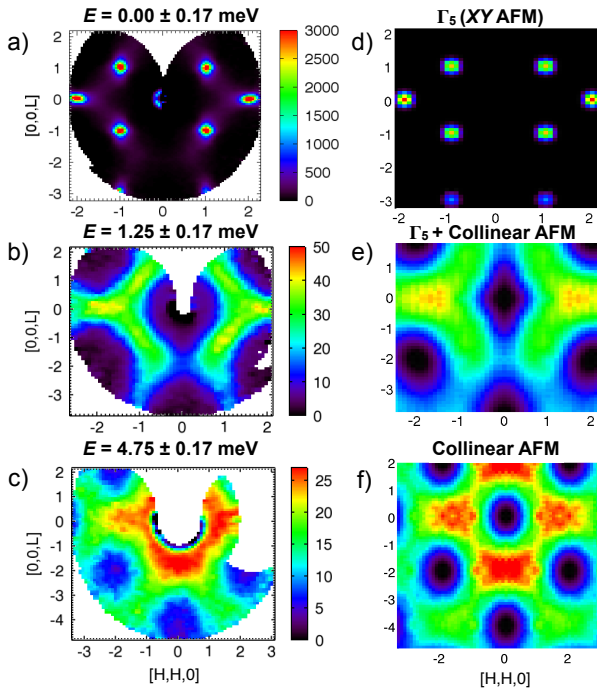 E = 0.00 ± 0.17 meV
a)
[0,0,L]
2
1
0
-1
-2
-3
-2 -1 0 1 2
3000
2500
2000
1500
1000
500
0
Γ5 (XY AFM)
d)
2
1
0
-1
-2
-3
-2 -1 0 1 2
E = 1.25 ± 0.17 meV
b)
[0,0,L]
2
1
0
-1
-2
-3
-2 -1 0 1 2
50
40
30
20
10
0
Γ5 + Collinear AFM
e)
1
0
-1
-2
-3
-2 -1 0 1 2
E = 4.75 ± 0.17 meV
c)
[0,0,L]
2
1
0
-1
-2
-3
-4
-3 -2 -1 0 1 2 3
[H,H,0]
25
20
15
10
5
0
Collinear AFM
f)
2
1
0
-1
-2
-3
-4
-2 -1 0 1 2
[H,H,0]